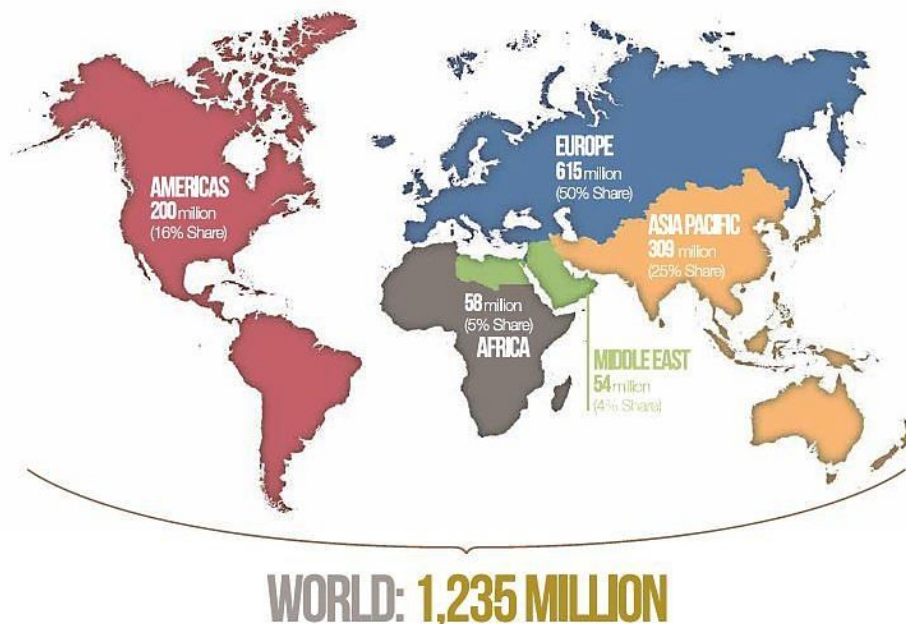 AMERICAS
200 million
(16% Share)
EUROPE
615 million
(50% Share)
ASIA PACIFIC
309 million
(25% Share)
58 million
(5% Share)
AFRICA
MIDDLE EAST
54 million
(4% Share)
WORLD: 1,235 MILLION